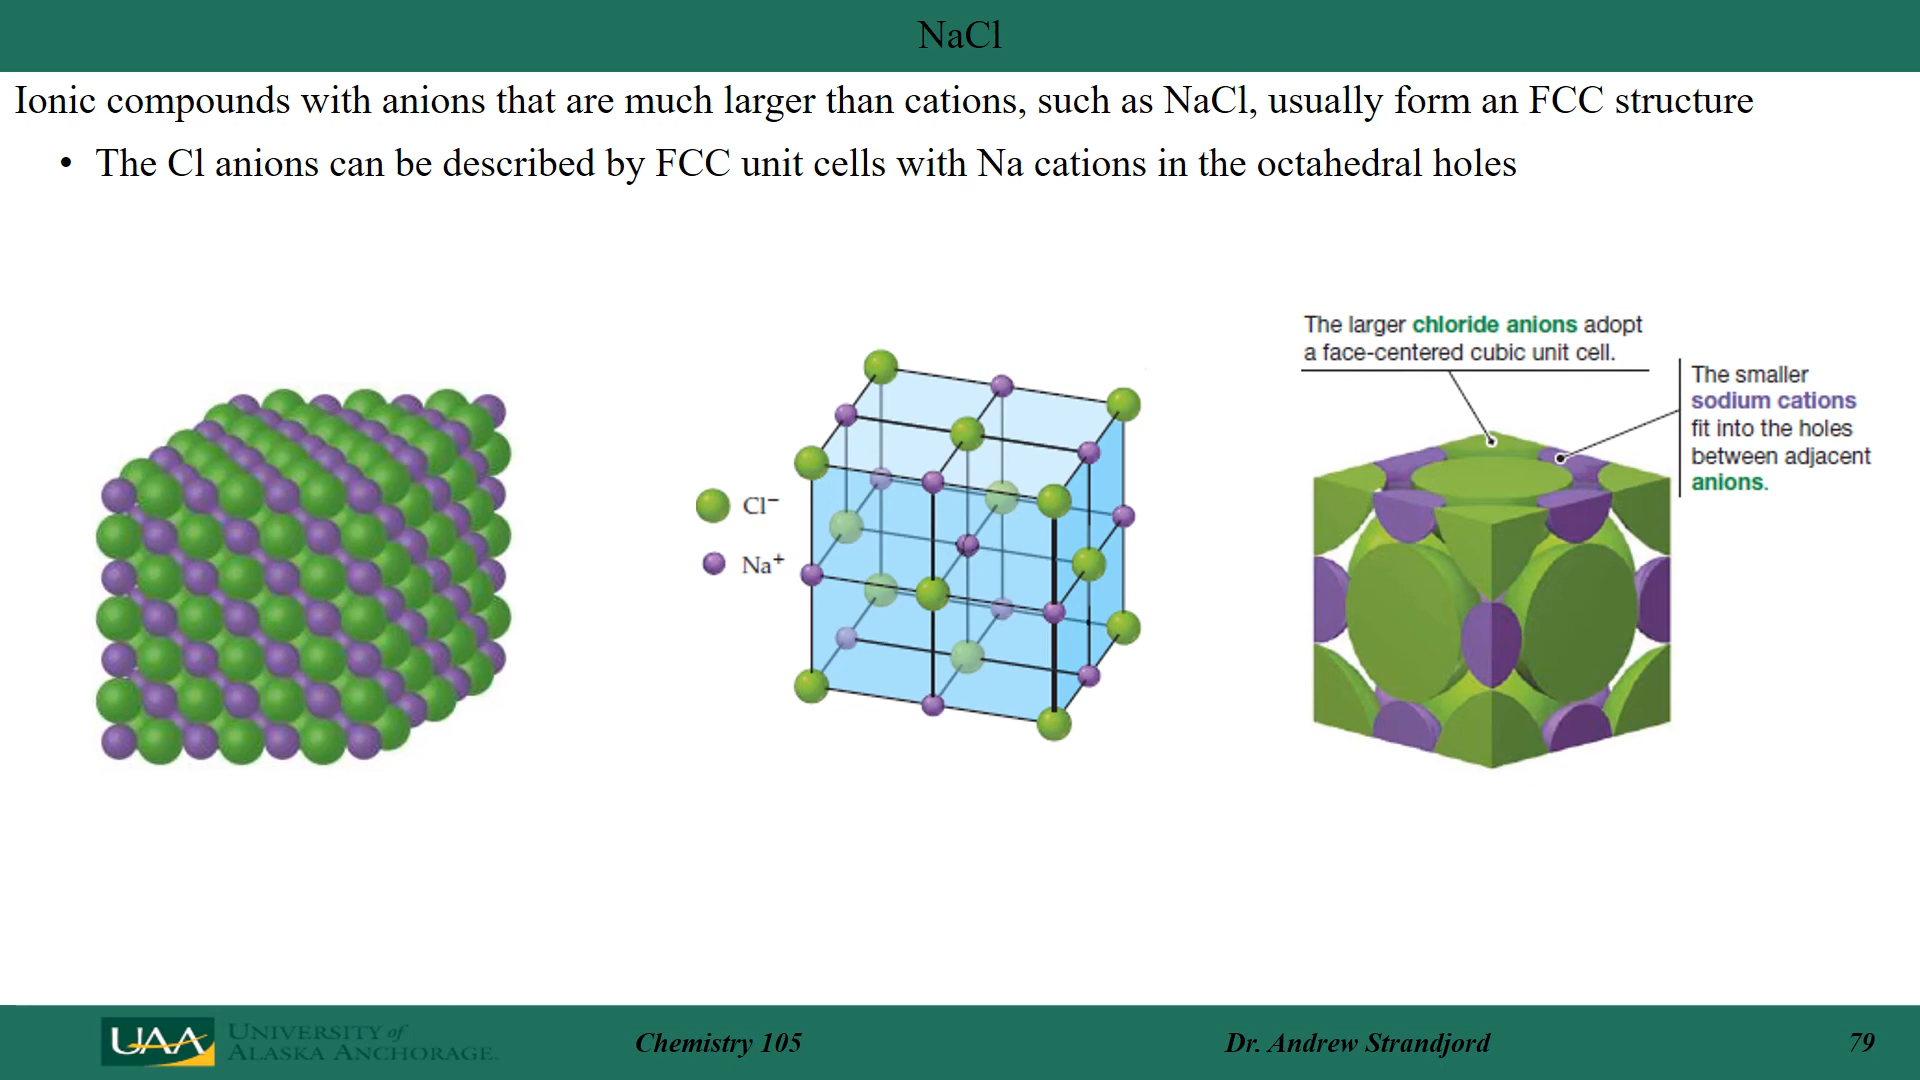 NaCl
Ionic compounds with anions that are much larger than cations, such as NaCl, usually form an FCC structure
• The Cl anions can be described by FCC unit cells with Na cations in the octahedral holes
The larger chloride anions adopt
a face-centered cubic unit cell.
The smaller
sodium cations
fit into the holes
between adjacent
anions.
Cl⁻
Na⁺
UAA
UNIVERSITY of
ALASKA ANCHORAGE.
Chemistry 105
Dr. Andrew Strandjord
79